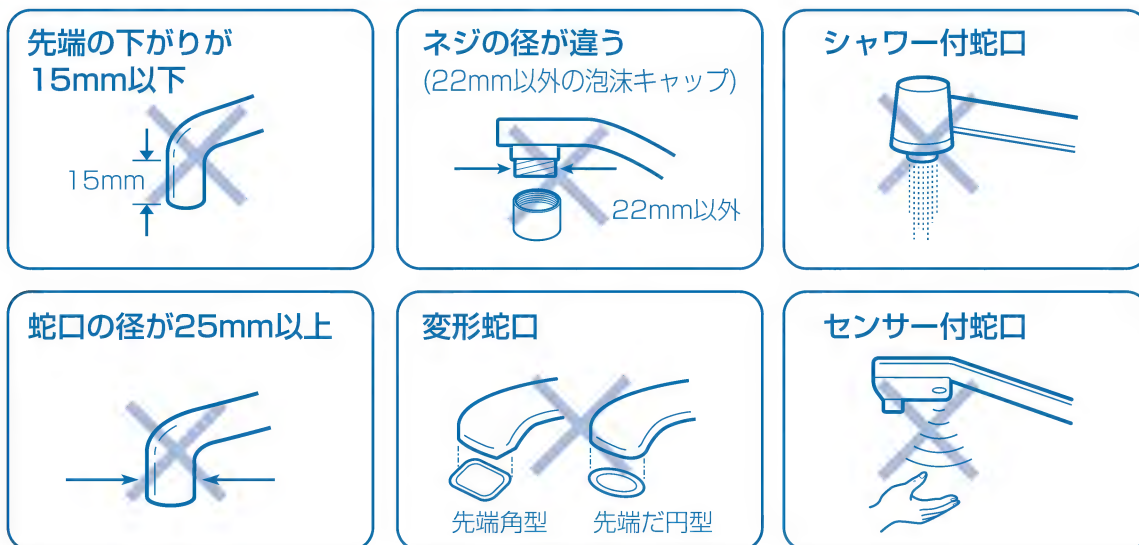 先端の下がりが
15mm以下
15mm
ネジの径が違う
(22mm以外の泡沫キャップ)
22mm以外
シャワー付蛇口
蛇口の径が25mm以上
変形蛇口
先端角型
先端だ円型
センサー付蛇口